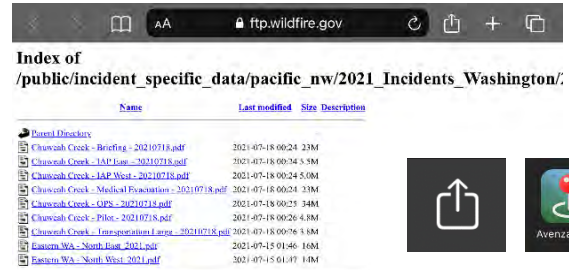 AA ftp.wildfire.gov
Index of
/public/incident_specific_data/pacific_nw/2021_Incidents_Washington/
Name Last modified Size Description
Parent Directory
Chuweah Creek - Briefing - 20210718.pdf 2021-07-18 00:24 23M
Chuweah Creek - IAP East - 20210718.pdf 2021-07-18 00:24 5.5M
Chuweah Creek - IAP West - 20210718.pdf 2021-07-18 00:24 5.0M
Chuweah Creek - Medical Evacuation - 20210718.pdf 2021-07-18 00:24 23M
Chuweah Creek - OPS - 20210718.pdf 2021-07-18 00:25 34M
Chuweah Creek - Pilot - 20210718.pdf 2021-07-18 00:26 4.8M
Chuweah Creek - Transportation Large - 20210718.pdf 2021-07-18 00:26 3.6M
Eastern WA - North East_2021.pdf 2021-07-15 01:46 16M
Eastern WA - North West_2021.pdf 2021-07-15 01:47 14M
Avenza